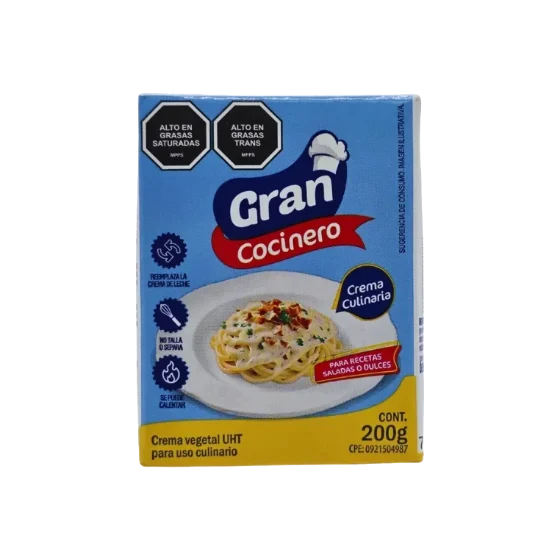 ALTO EN
GRASAS
SATURADAS
MPPS
ALTO EN
GRASAS
TRANS
MPPS
Gran
Cocinero
SUGERENCIA DE CONSUMO. IMAGEN ILUSTRATIVA.
REEMPLAZA LA
CREMA DE LECHE
Crema
Culinaria
NO TALLA
O SEPARA
PARA RECETAS
SALADAS O DULCES
SE PUEDE
CALENTAR
CONT.
200g
CPE: 0921504987
Crema vegetal UHT
para uso culinario